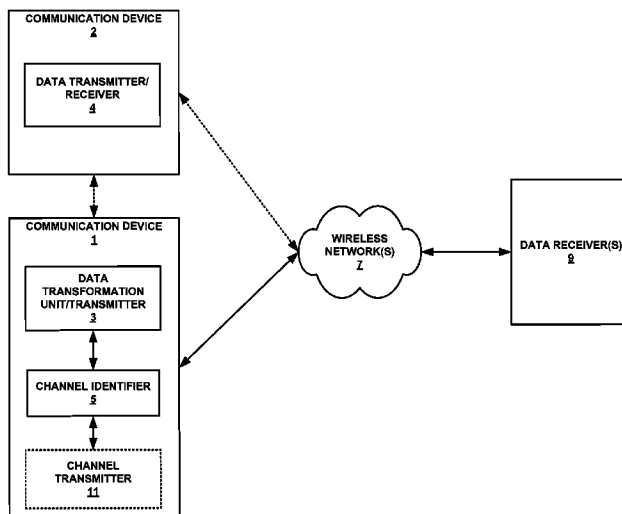 COMMUNICATION DEVICE
2
DATA TRANSMITTER/
RECEIVER
4
COMMUNICATION DEVICE
1
DATA
TRANSFORMATION
UNIT/TRANSMITTER
3
CHANNEL IDENTIFIER
5
CHANNEL
TRANSMITTER
11
WIRELESS
NETWORK(S)
7
DATA RECEIVER(S)
9